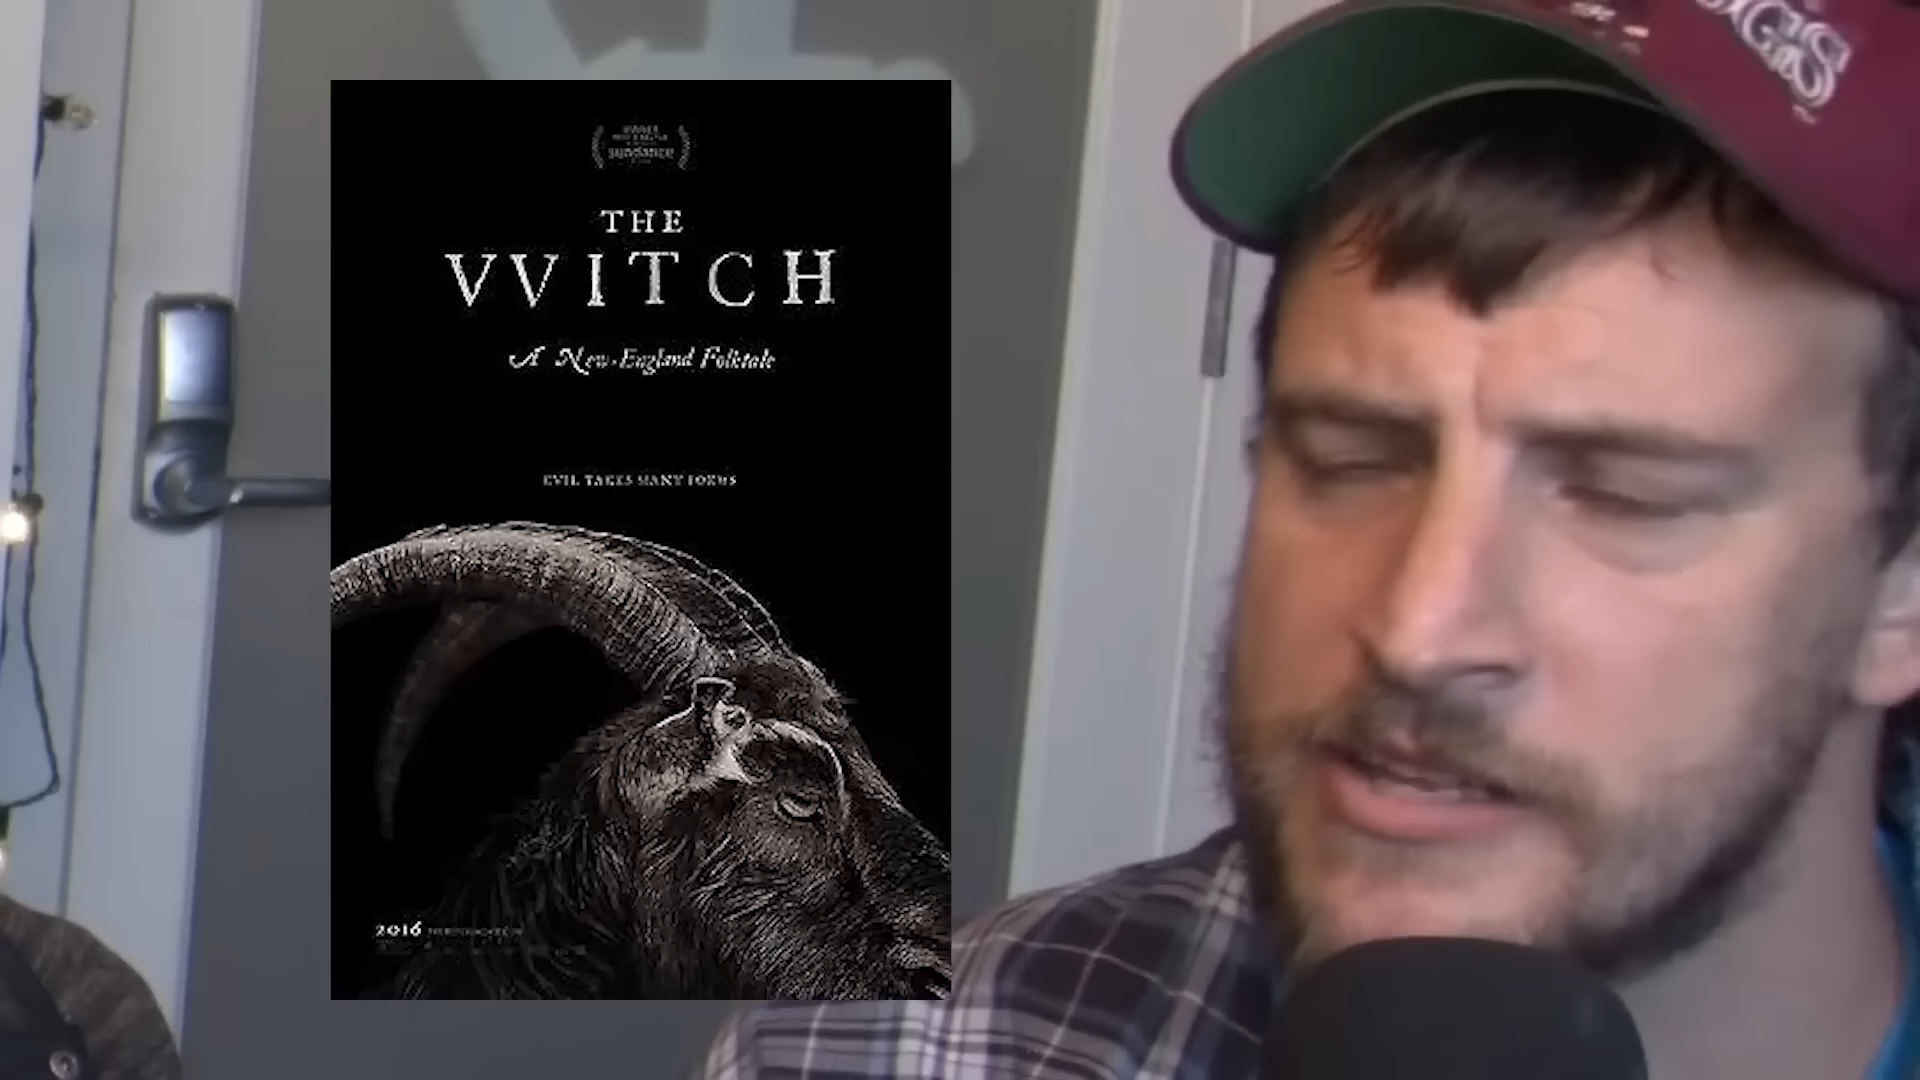 sundance
THE
VVITCH
A New-England Folktale
EVIL TAKES MANY FORMS
2016